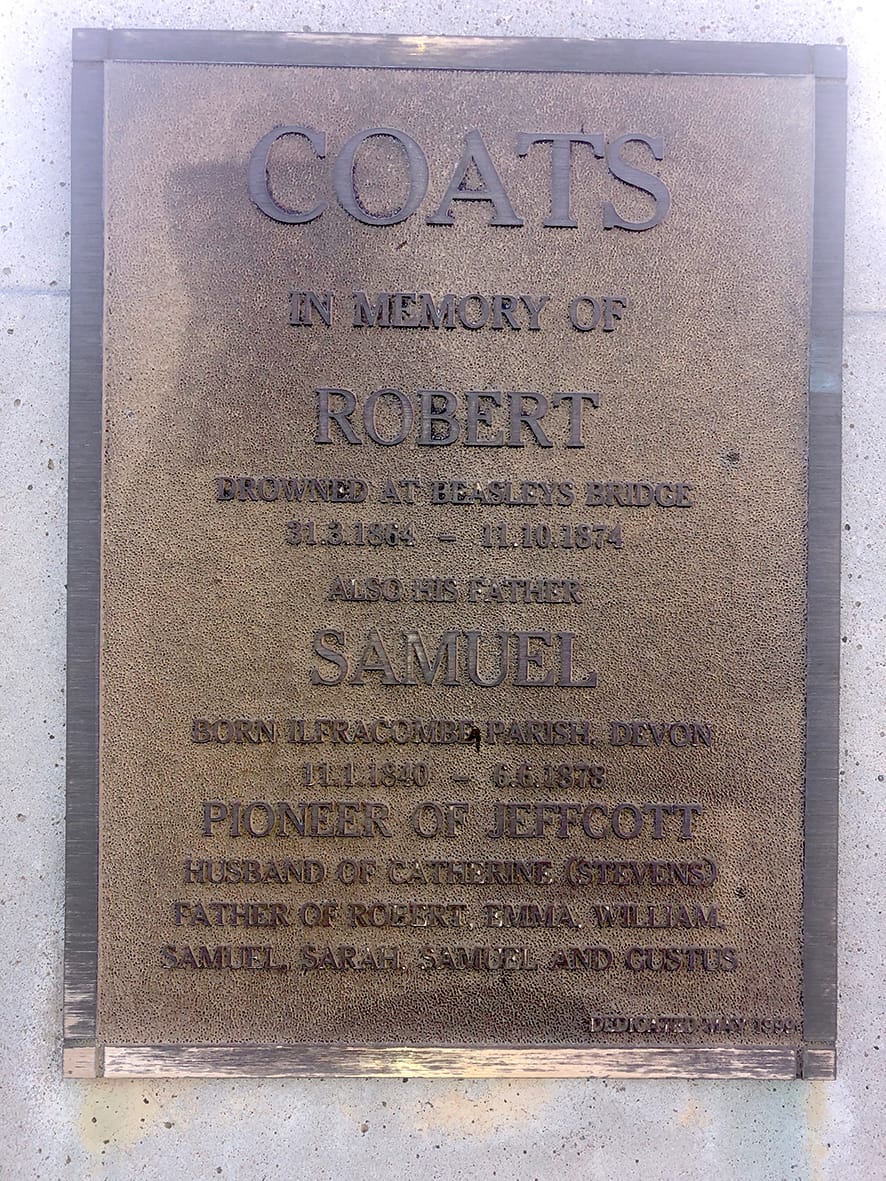 COATS
IN MEMORY OF
ROBERT
DROWNED AT BEASLEYS BRIDGE
31.3.1864 – 11.10.1874
ALSO HIS FATHER
SAMUEL
BORN ILFRACOMBE PARISH, DEVON
11.1.1840 – 6.6.1878
PIONEER OF JEFFCOTT
HUSBAND OF CATHERINE (STEVENS)
FATHER OF ROBERT, EMMA, WILLIAM,
SAMUEL, SARAH, SAMUEL AND GUSTUS
DEDICATED MAY